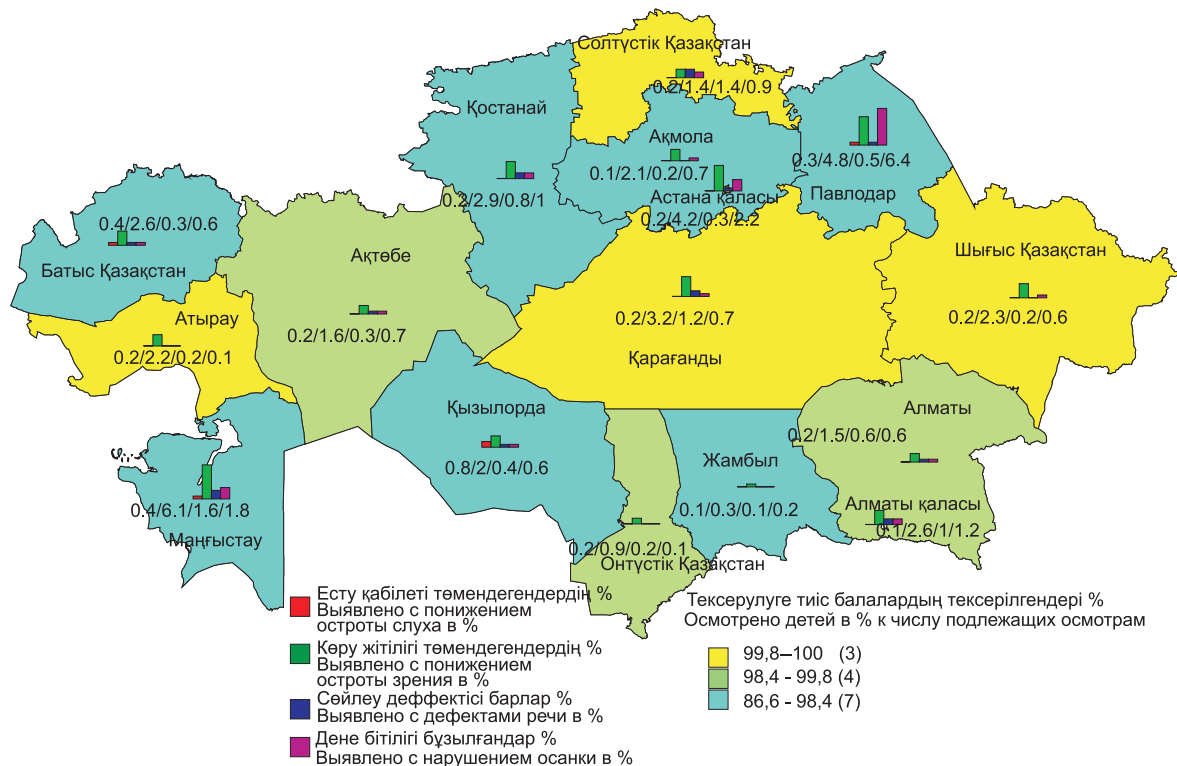 Солтүстік Қазақстан
0.2/1.4/1.4/0.9
Қостанай
0.2/2.9/0.8/1
Ақмола
0.1/2.1/0.2/0.7
Астана қаласы
0.2/4.2/0.3/2.2
0.3/4.8/0.5/6.4
Павлодар
0.4/2.6/0.3/0.6
Батыс Қазақстан
Ақтөбе
0.2/1.6/0.3/0.7
Атырау
0.2/2.2/0.2/0.1
0.2/3.2/1.2/0.7
Қарағанды
Шығыс Қазақстан
0.2/2.3/0.2/0.6
Қызылорда
0.8/2/0.4/0.6
Жамбыл
0.1/0.3/0.1/0.2
Алматы
0.2/1.5/0.6/0.6
Алматы қаласы
0.1/2.6/1/1.2
0.4/6.1/1.6/1.8
Маңғыстау
0.2/0.9/0.2/0.1
Оңтүстік Қазақстан
Есту қабілеті төмендегендердің %
Выявлено с понижением
остроты слуха в %
Көру жітілігі төмендегендердің %
Выявлено с понижением
остроты зрения в %
Сөйлеу деффектісі барлар %
Выявлено с дефектами речи в %
Дене бітілігі бұзылғандар %
Выявлено с нарушением осанки в %
Тексерулуге тиіс балалардың тексерілгендері %
Осмотрено детей в % к числу подлежащих осмотрам
99,8–100 (3)
98,4 - 99,8 (4)
86,6 - 98,4 (7)